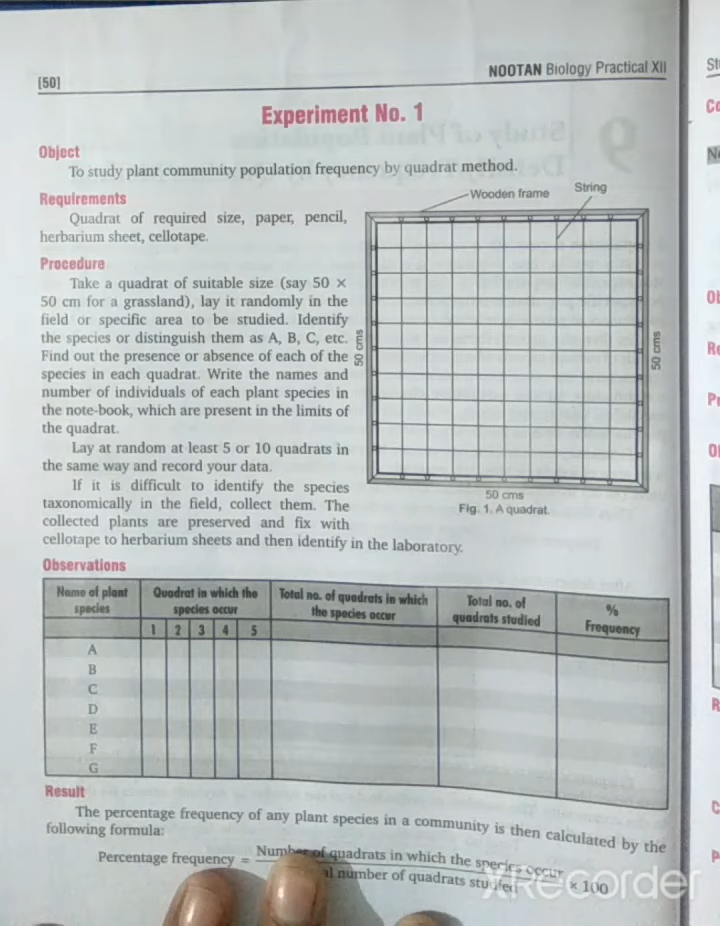 [50]
NOOTAN Biology Practical XII
Experiment No. 1
Object
To study plant community population frequency by quadrat method.
Requirements
Quadrat of required size, paper, pencil,
herbarium sheet, cellotape.
Procedure
Take a quadrat of suitable size (say 50 ×
50 cm for a grassland), lay it randomly in the
field or specific area to be studied. Identify
the species or distinguish them as A, B, C, etc.
Find out the presence or absence of each of the
species in each quadrat. Write the names and
number of individuals of each plant species in
the note-book, which are present in the limits of
the quadrat.
Lay at random at least 5 or 10 quadrats in
the same way and record your data.
If it is difficult to identify the species
taxonomically in the field, collect them. The
collected plants are preserved and fix with
cellotape to herbarium sheets and then identify in the laboratory.
Wooden frame
String
50 cms
50 cms
50 cms
Fig. 1. A quadrat.
Observations
Name of plant
species
Quadrat in which the
species occur
Total no. of quadrats in which
the species occur
Total no. of
quadrats studied
%
Frequency
1 2 3 4 5
A
B
C
D
E
F
G
Result
The percentage frequency of any plant species in a community is then calculated by the
following formula:
Percentage frequency = Number of quadrats in which the species occur
number of quadrats studied × 100
XRecorder